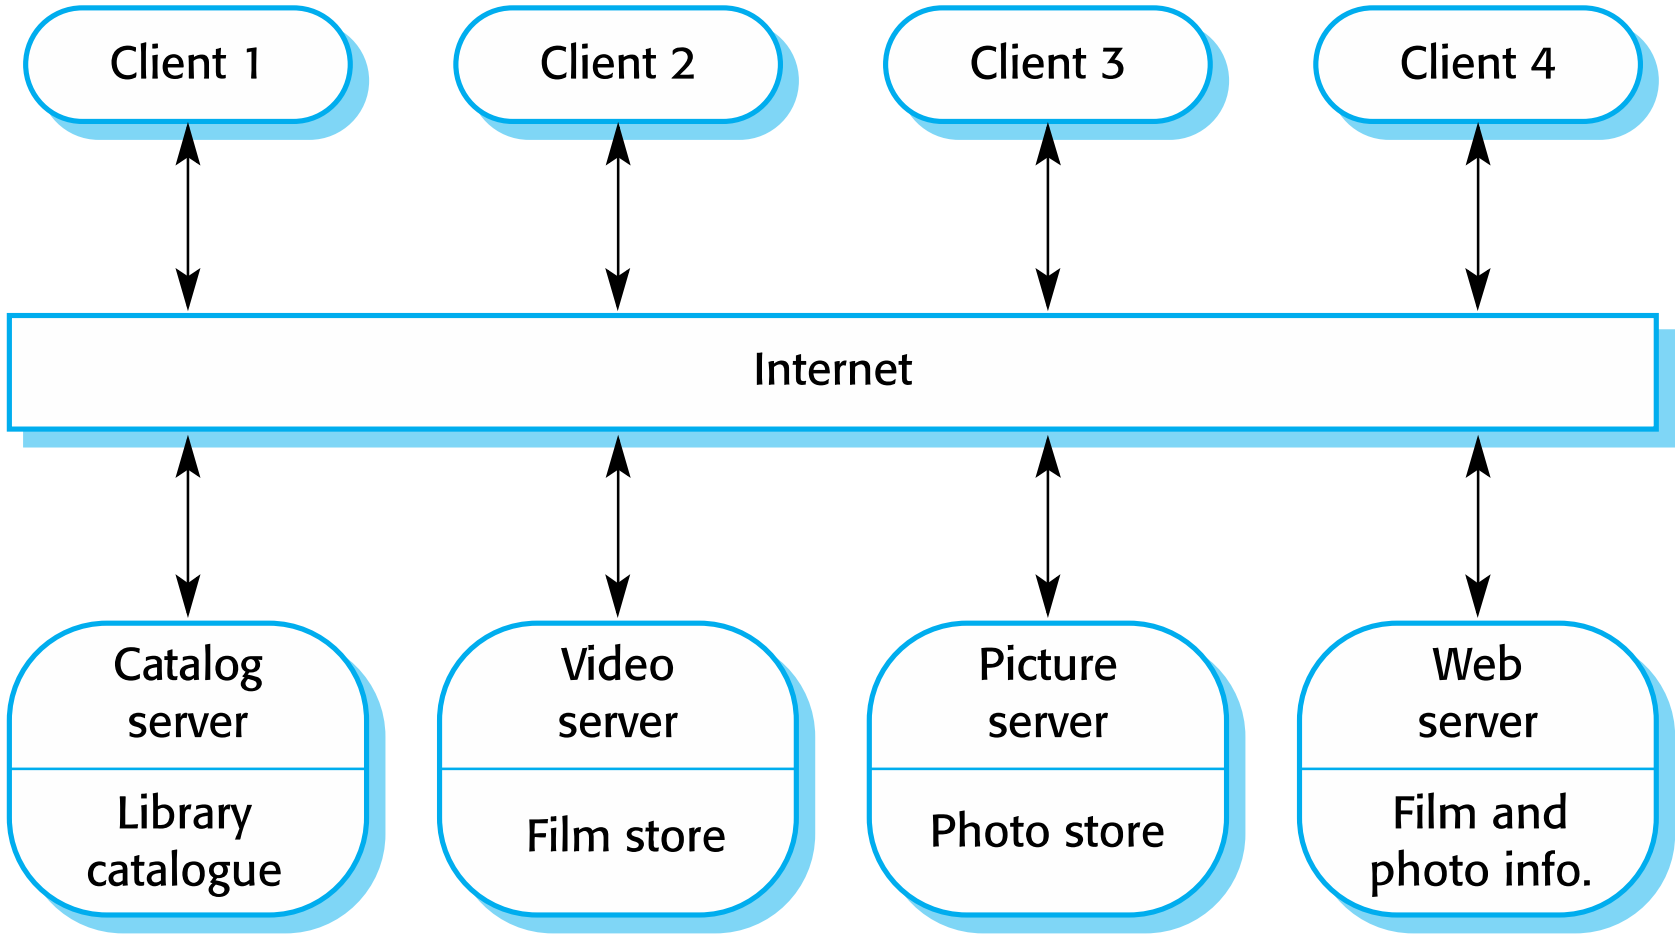 Client 1
Client 2
Client 3
Client 4
Internet
Catalog
server
Library
catalogue
Video
server
Film store
Picture
server
Photo store
Web
server
Film and
photo info.